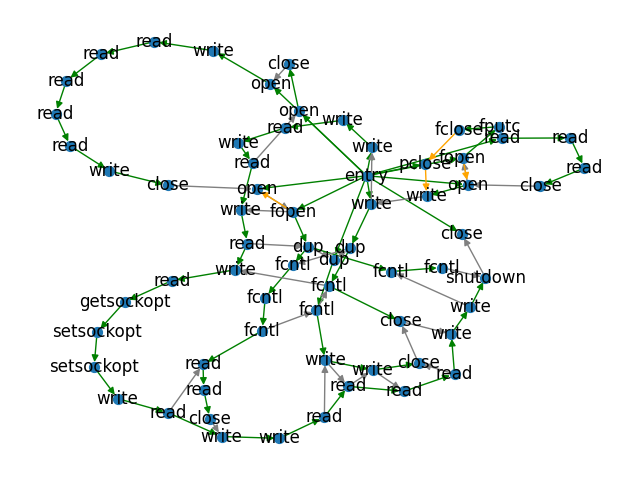 read
write
read
close
read
open
open
write
fputc
fclose
read
read
read
write
write
read
read
pclose
fopen
read
write
close
entry
open
close
open
write
write
write
fopen
close
read
dup
dup
dup
fcntl
write
fcntl
fcntl
shutdown
read
fcntl
getsockopt
fcntl
write
fcntl
close
setsockopt
fcntl
write
write
read
close
setsockopt
write
read
read
read
read
write
read
read
close
write
write